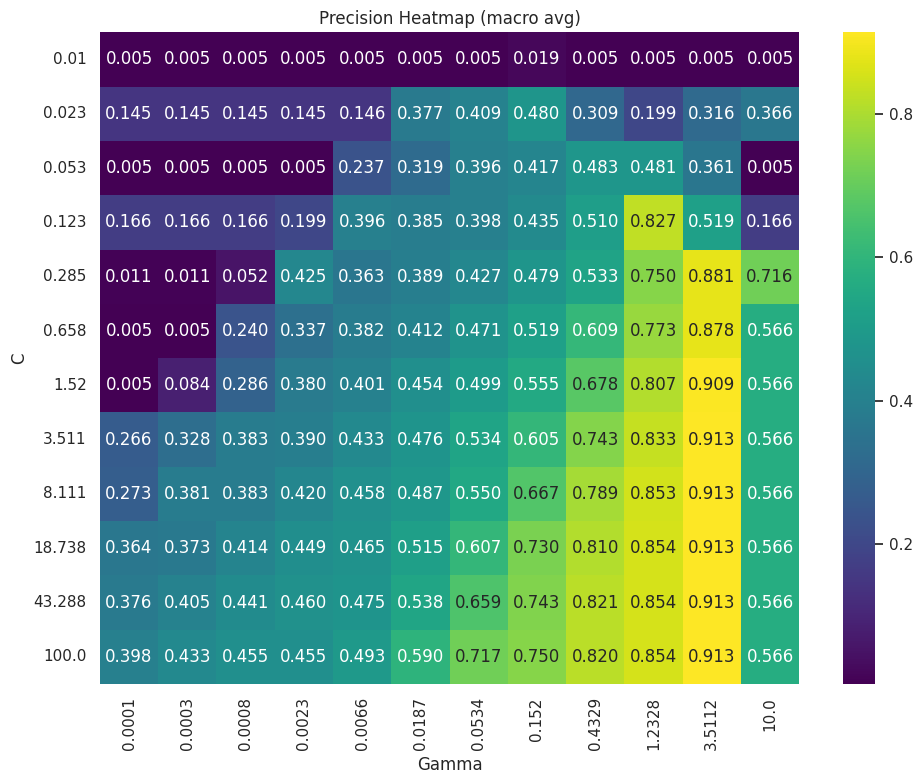 Precision Heatmap (macro avg)
0.01 0.005 0.005 0.005 0.005 0.005 0.005 0.005 0.019 0.005 0.005 0.005 0.005
0.023 0.145 0.145 0.145 0.145 0.146 0.377 0.409 0.480 0.309 0.199 0.316 0.366
0.053 0.005 0.005 0.005 0.005 0.237 0.319 0.396 0.417 0.483 0.481 0.361 0.005
0.123 0.166 0.166 0.166 0.199 0.396 0.385 0.398 0.435 0.510 0.827 0.519 0.166
0.285 0.011 0.011 0.052 0.425 0.363 0.389 0.427 0.479 0.533 0.750 0.881 0.716
0.658 0.005 0.005 0.240 0.337 0.382 0.412 0.471 0.519 0.609 0.773 0.878 0.566
1.52 0.005 0.084 0.286 0.380 0.401 0.454 0.499 0.555 0.678 0.807 0.909 0.566
3.511 0.266 0.328 0.383 0.390 0.433 0.476 0.534 0.605 0.743 0.833 0.913 0.566
8.111 0.273 0.381 0.383 0.420 0.458 0.487 0.550 0.667 0.789 0.853 0.913 0.566
18.738 0.364 0.373 0.414 0.449 0.465 0.515 0.607 0.730 0.810 0.854 0.913 0.566
43.288 0.376 0.405 0.441 0.460 0.475 0.538 0.659 0.743 0.821 0.854 0.913 0.566
100.0 0.398 0.433 0.455 0.455 0.493 0.590 0.717 0.750 0.820 0.854 0.913 0.566
C
0.0001 0.0003 0.0008 0.0023 0.0066 0.0187 0.0534 0.152 0.4329 1.2328 3.5112 10.0
Gamma
0.8
0.6
0.4
0.2